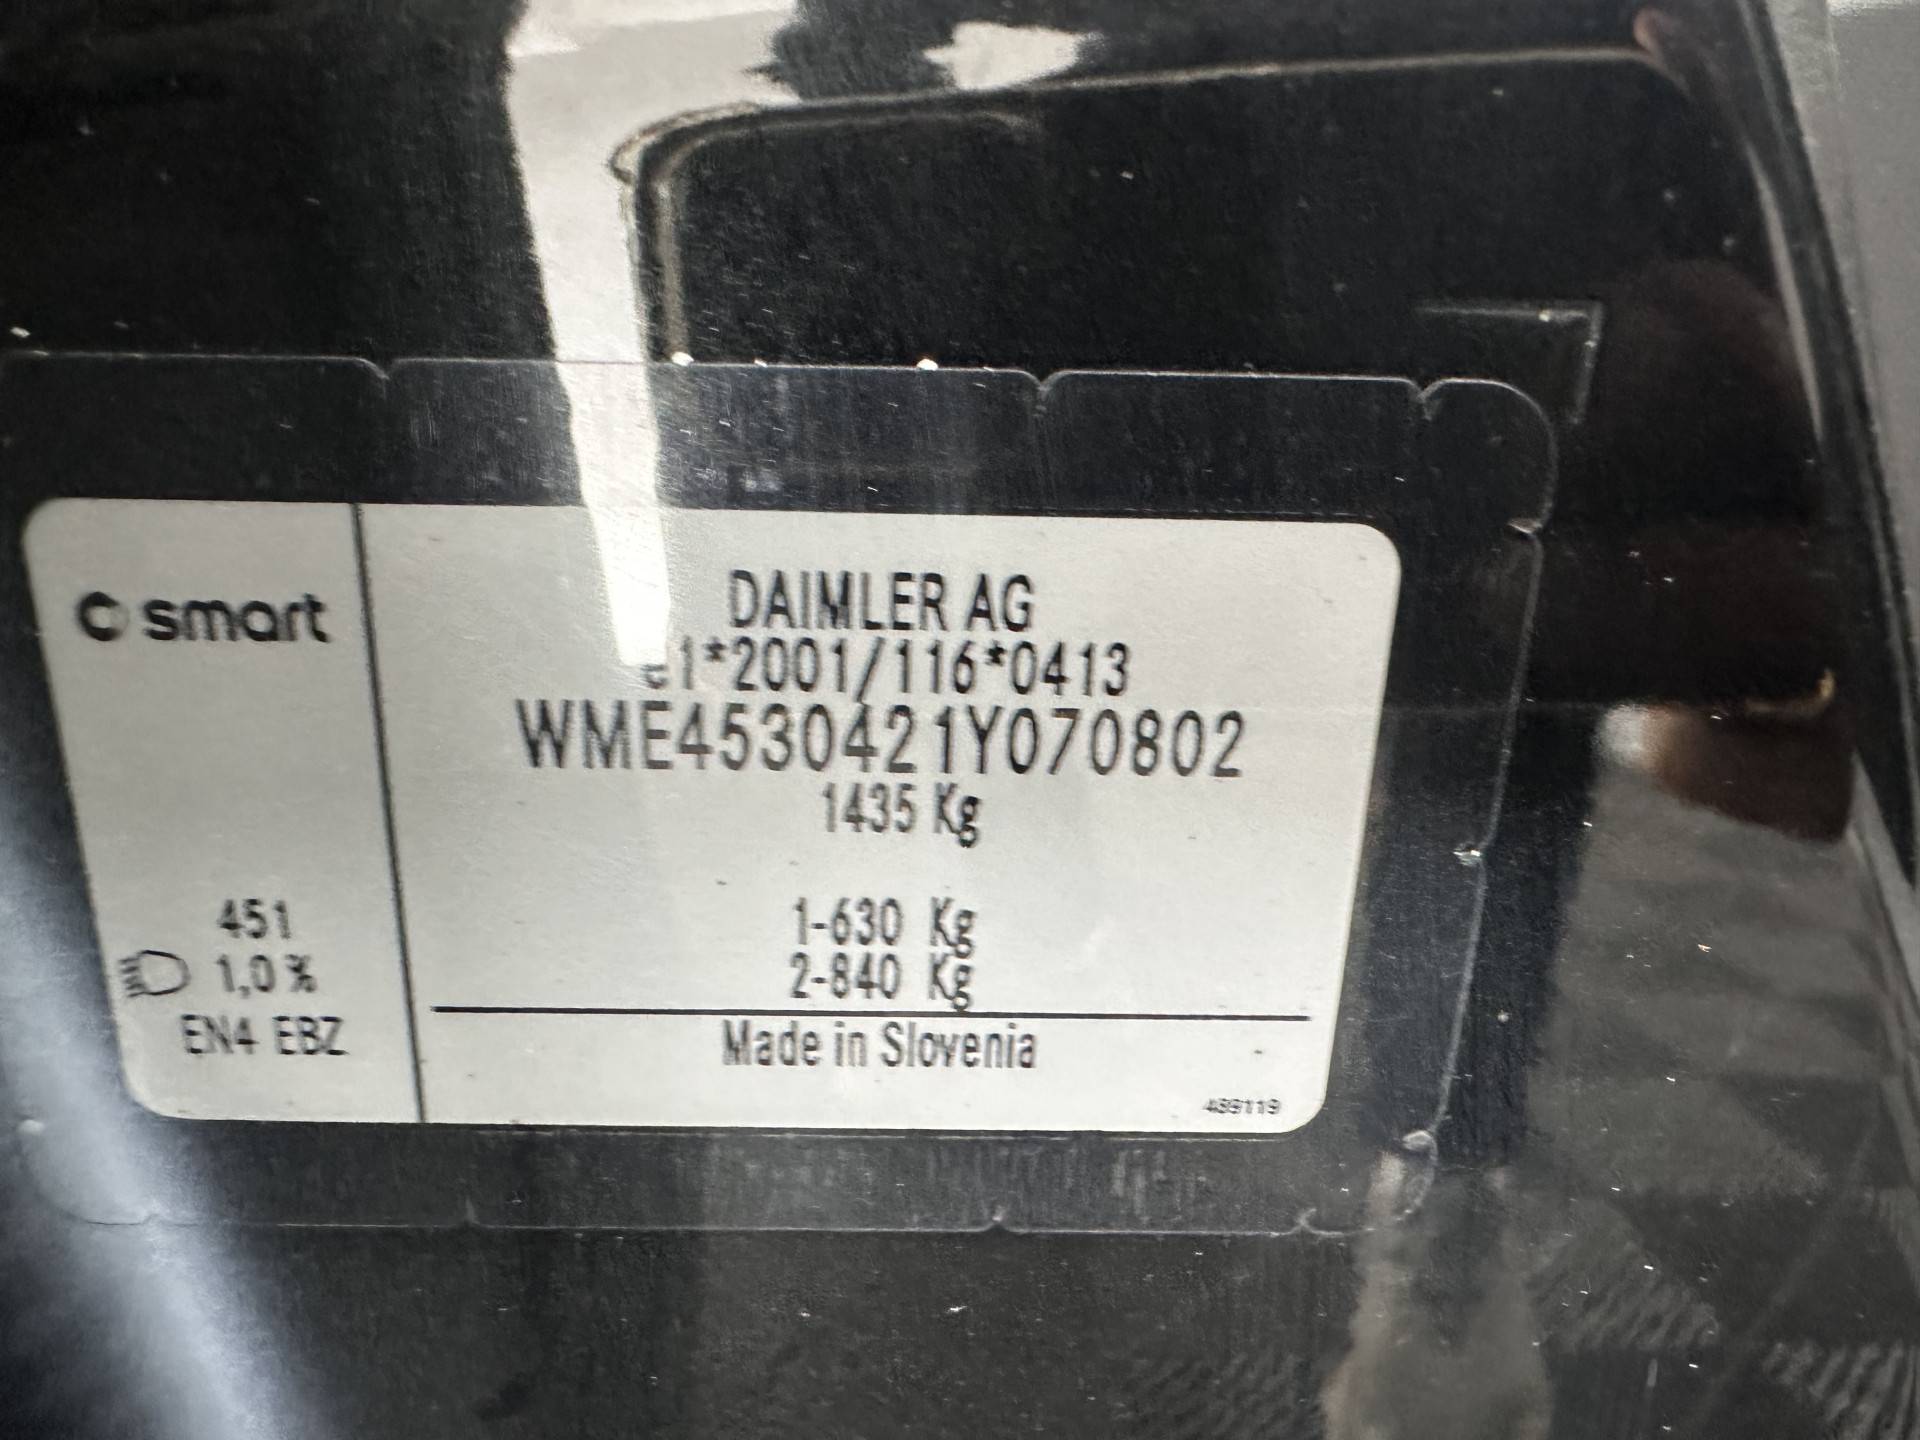 smart
DAIMLER AG
e1*2001/116*0413
WME4530421Y070802
1435 Kg
451
1,0 %
EN4 EBZ
1-630 Kg
2-840 Kg
Made in Slovenia
489119